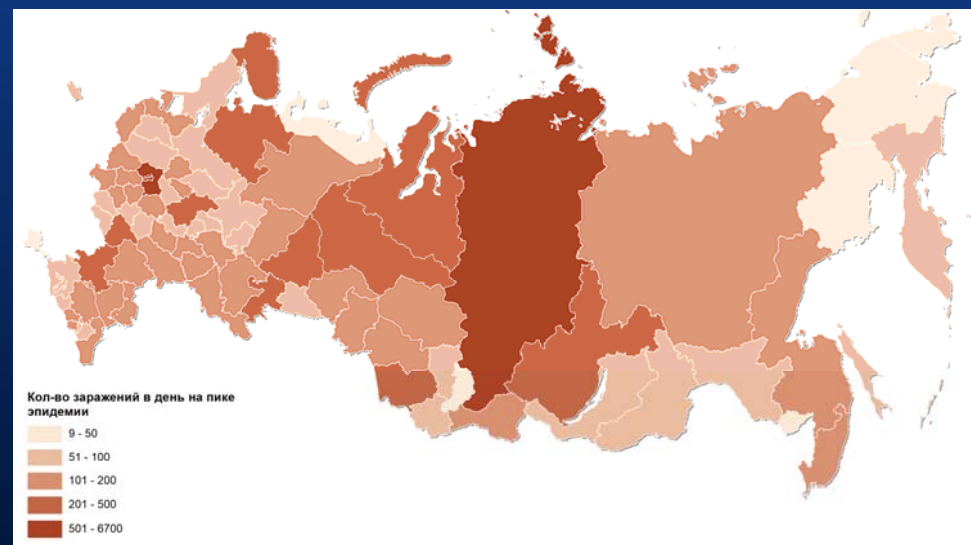 Кол-во заражений в день на пике
эпидемии
9 - 50
51 - 100
101 - 200
201 - 500
501 - 6700